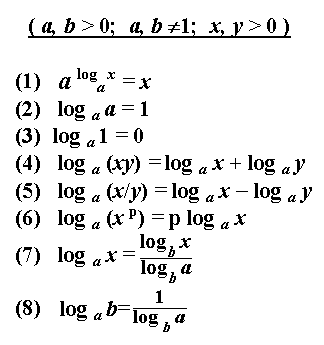 ( a, b > 0;  a, b ≠1;  x, y > 0 )
(1) a^(log_a x) = x
(2) log_a a = 1
(3) log_a 1 = 0
(4) log_a (xy) = log_a x + log_a y
(5) log_a (x/y) = log_a x – log_a y
(6) log_a (x^p) = p log_a x
(7) log_a x = log_b x / log_b a
(8) log_a b = 1 / log_b a